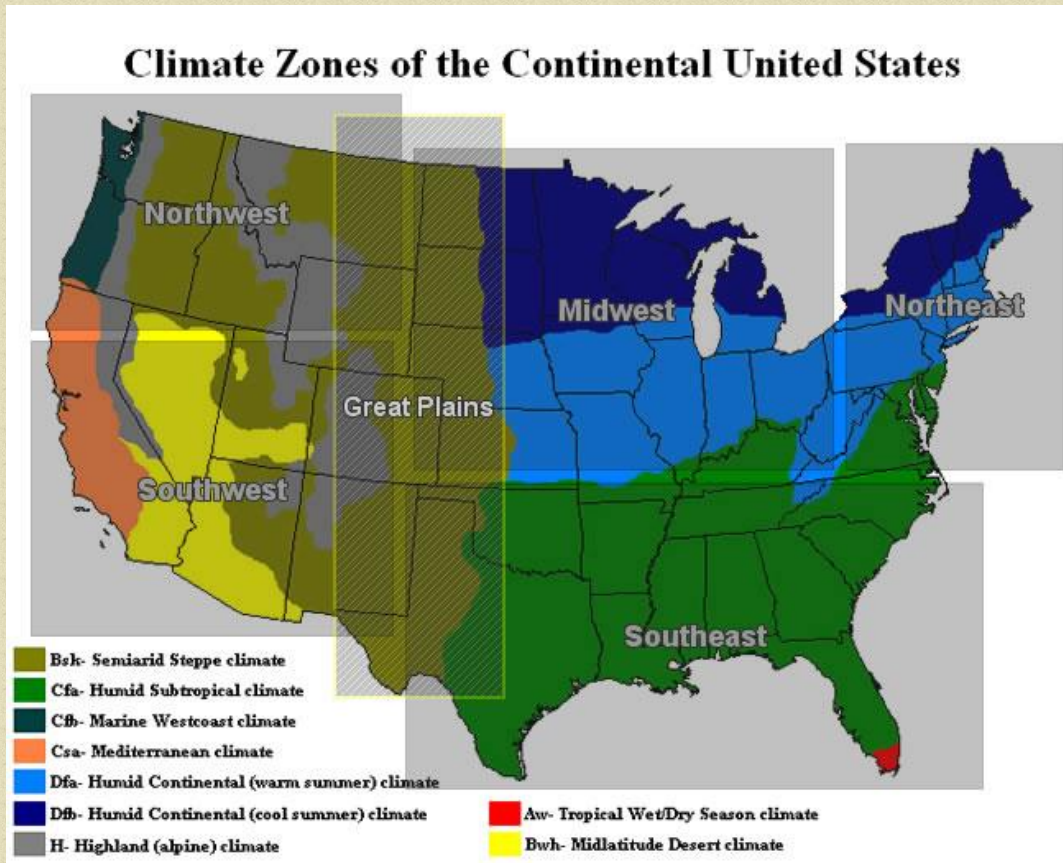 Climate Zones of the Continental United States
Northwest
Midwest
Northeast
Great Plains
Southwest
Southeast
Bsk- Semiarid Steppe climate
Cfa- Humid Subtropical climate
Cfb- Marine Westcoast climate
Csa- Mediterranean climate
Dfa- Humid Continental (warm summer) climate
Dfb- Humid Continental (cool summer) climate
H- Highland (alpine) climate
Aw- Tropical Wet/Dry Season climate
Bwh- Midlatitude Desert climate